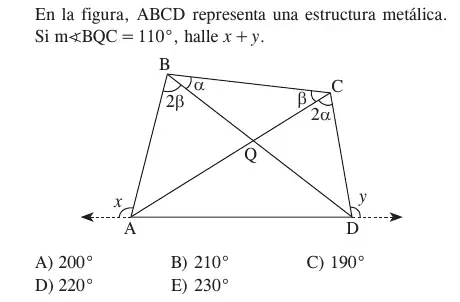 En la figura, ABCD representa una estructura metálica.
Si m∢BQC = 110°, halle x + y.
B
α
2β
β
C
2α
Q
x
y
A
D
A) 200° B) 210° C) 190°
D) 220° E) 230°